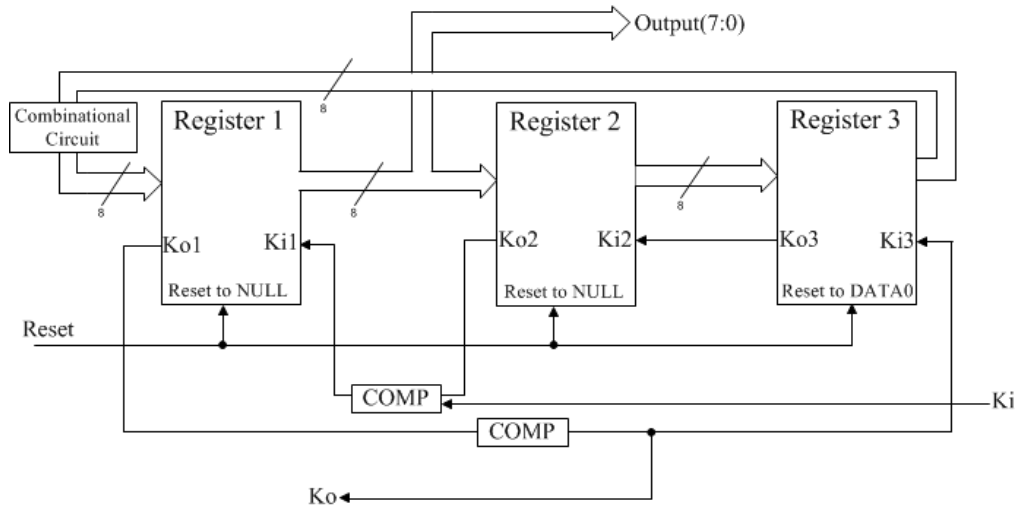 Output(7:0)
8
Combinational
Circuit
Register 1
Register 2
Register 3
8
8
8
Ko1
Ki1
Ko2
Ki2
Ko3
Ki3
Reset to NULL
Reset to NULL
Reset to DATA0
Reset
COMP
Ki
COMP
Ko